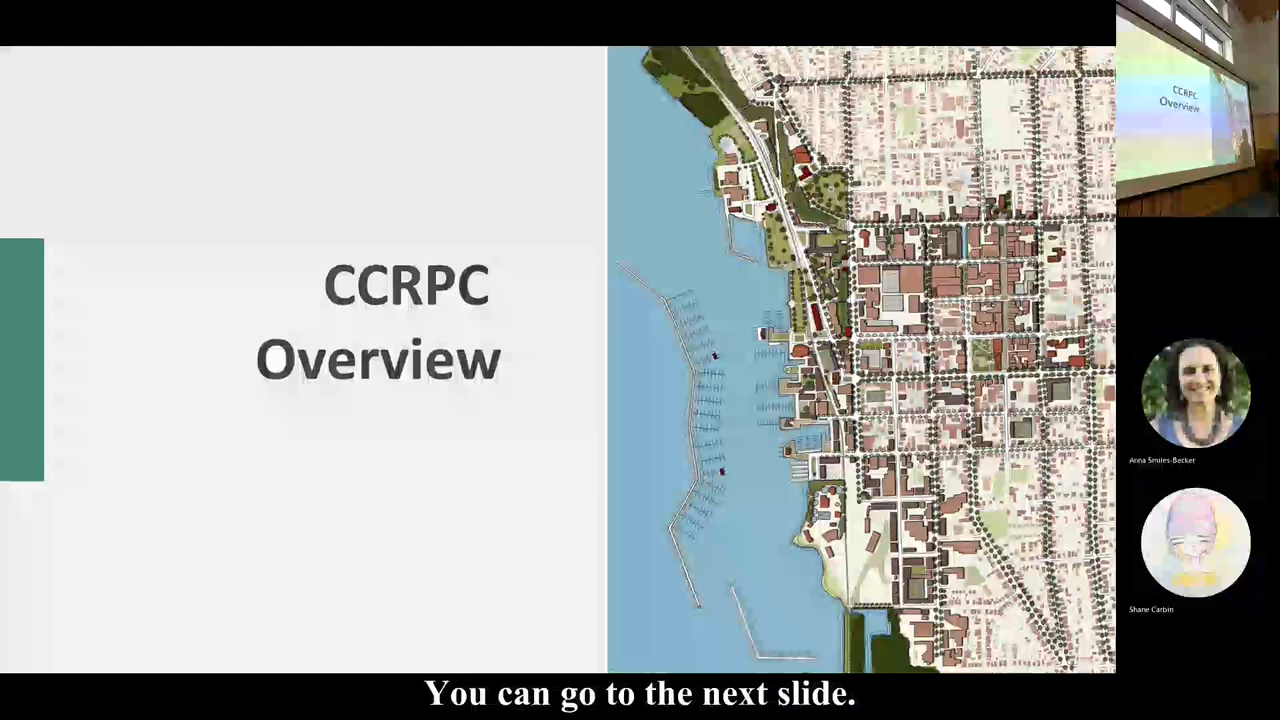 CCRPC
Overview
CCRPC
Overview
Anna Smiles-Becker
Shane Carbin
You can go to the next slide.